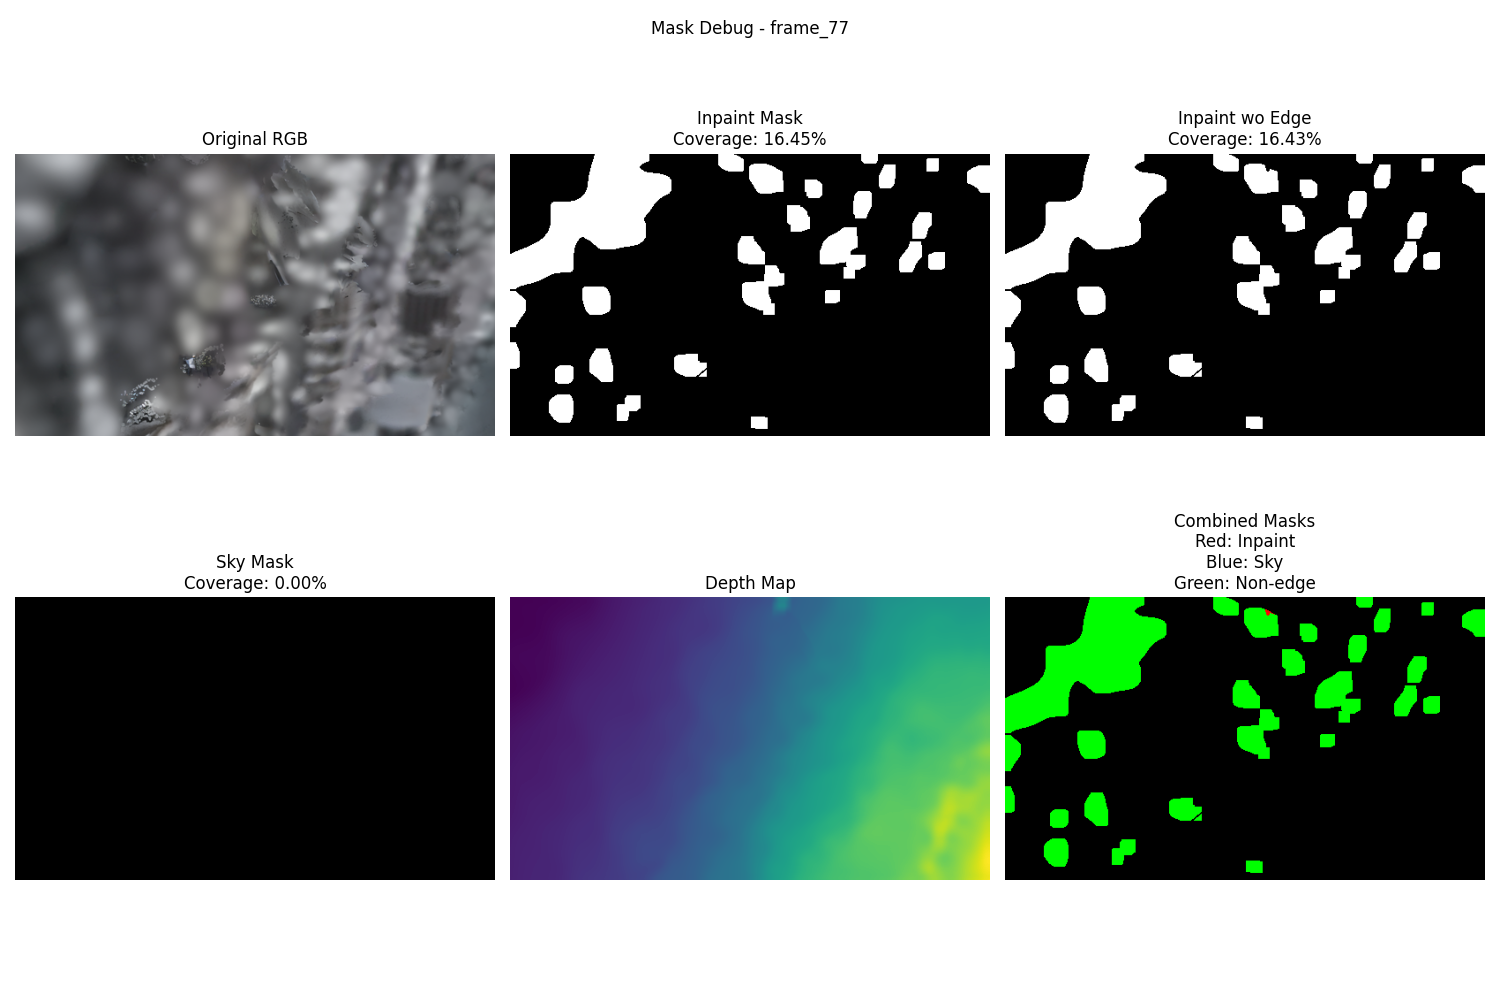 Mask Debug - frame_77
Original RGB
Inpaint Mask
Coverage: 16.45%
Inpaint wo Edge
Coverage: 16.43%
Sky Mask
Coverage: 0.00%
Depth Map
Combined Masks
Red: Inpaint
Blue: Sky
Green: Non-edge